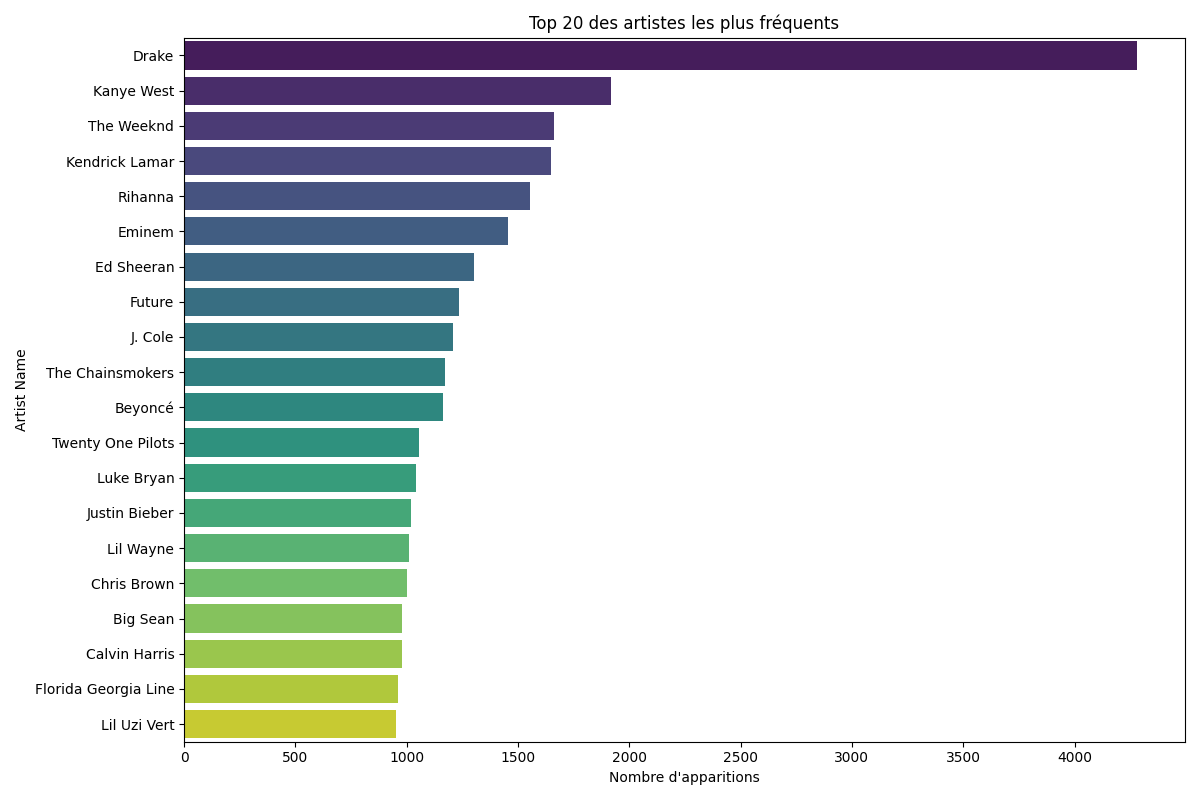 Top 20 des artistes les plus fréquents
Artist Name
Drake
Kanye West
The Weeknd
Kendrick Lamar
Rihanna
Eminem
Ed Sheeran
Future
J. Cole
The Chainsmokers
Beyoncé
Twenty One Pilots
Luke Bryan
Justin Bieber
Lil Wayne
Chris Brown
Big Sean
Calvin Harris
Florida Georgia Line
Lil Uzi Vert
0 500 1000 1500 2000 2500 3000 3500 4000
Nombre d'apparitions